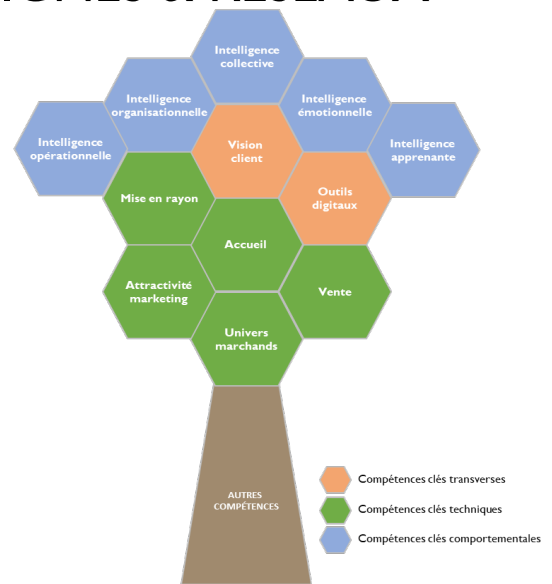 Intelligence
collective
Intelligence
organisationnelle
Intelligence
émotionnelle
Intelligence
opérationnelle
Vision
client
Intelligence
apprenante
Mise en rayon
Outils
digitaux
Accueil
Attractivité
marketing
Vente
Univers
marchands
AUTRES
COMPÉTENCES
Compétences clés transverses
Compétences clés techniques
Compétences clés comportementales